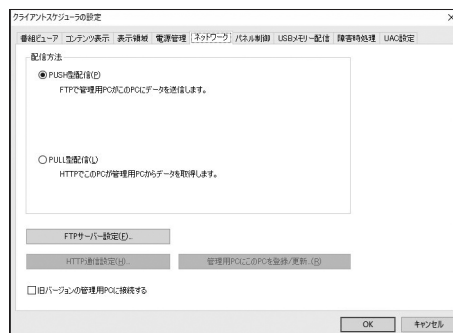 クライアントスケジューラの設定
番組ビューア コンテンツ表示 表示領域 電源管理 ネットワーク パネル制御 USBメモリー配信 障害時処理 UAC設定
配信方法
PUSH型配信(P)
FTPで管理用PCがこのPCにデータを送信します。
PULL型配信(L)
HTTPでこのPCが管理用PCからデータを取得します。
FTPサーバー設定(F)...
HTTP通信設定(H)... 管理用PCにこのPCを登録/更新...(R)
旧バージョンの管理用PCに接続する
OK キャンセル